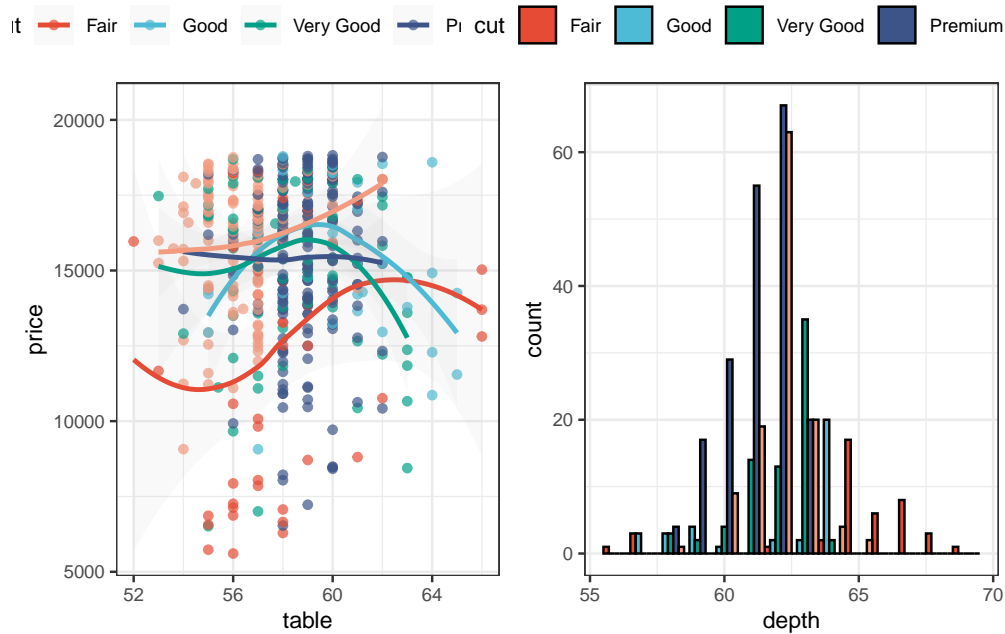 cut Fair Good Very Good
cut Fair Good Very Good Premium
20000
15000
10000
5000
price
52 56 60 64
table
60
40
20
0
count
55 60 65 70
depth